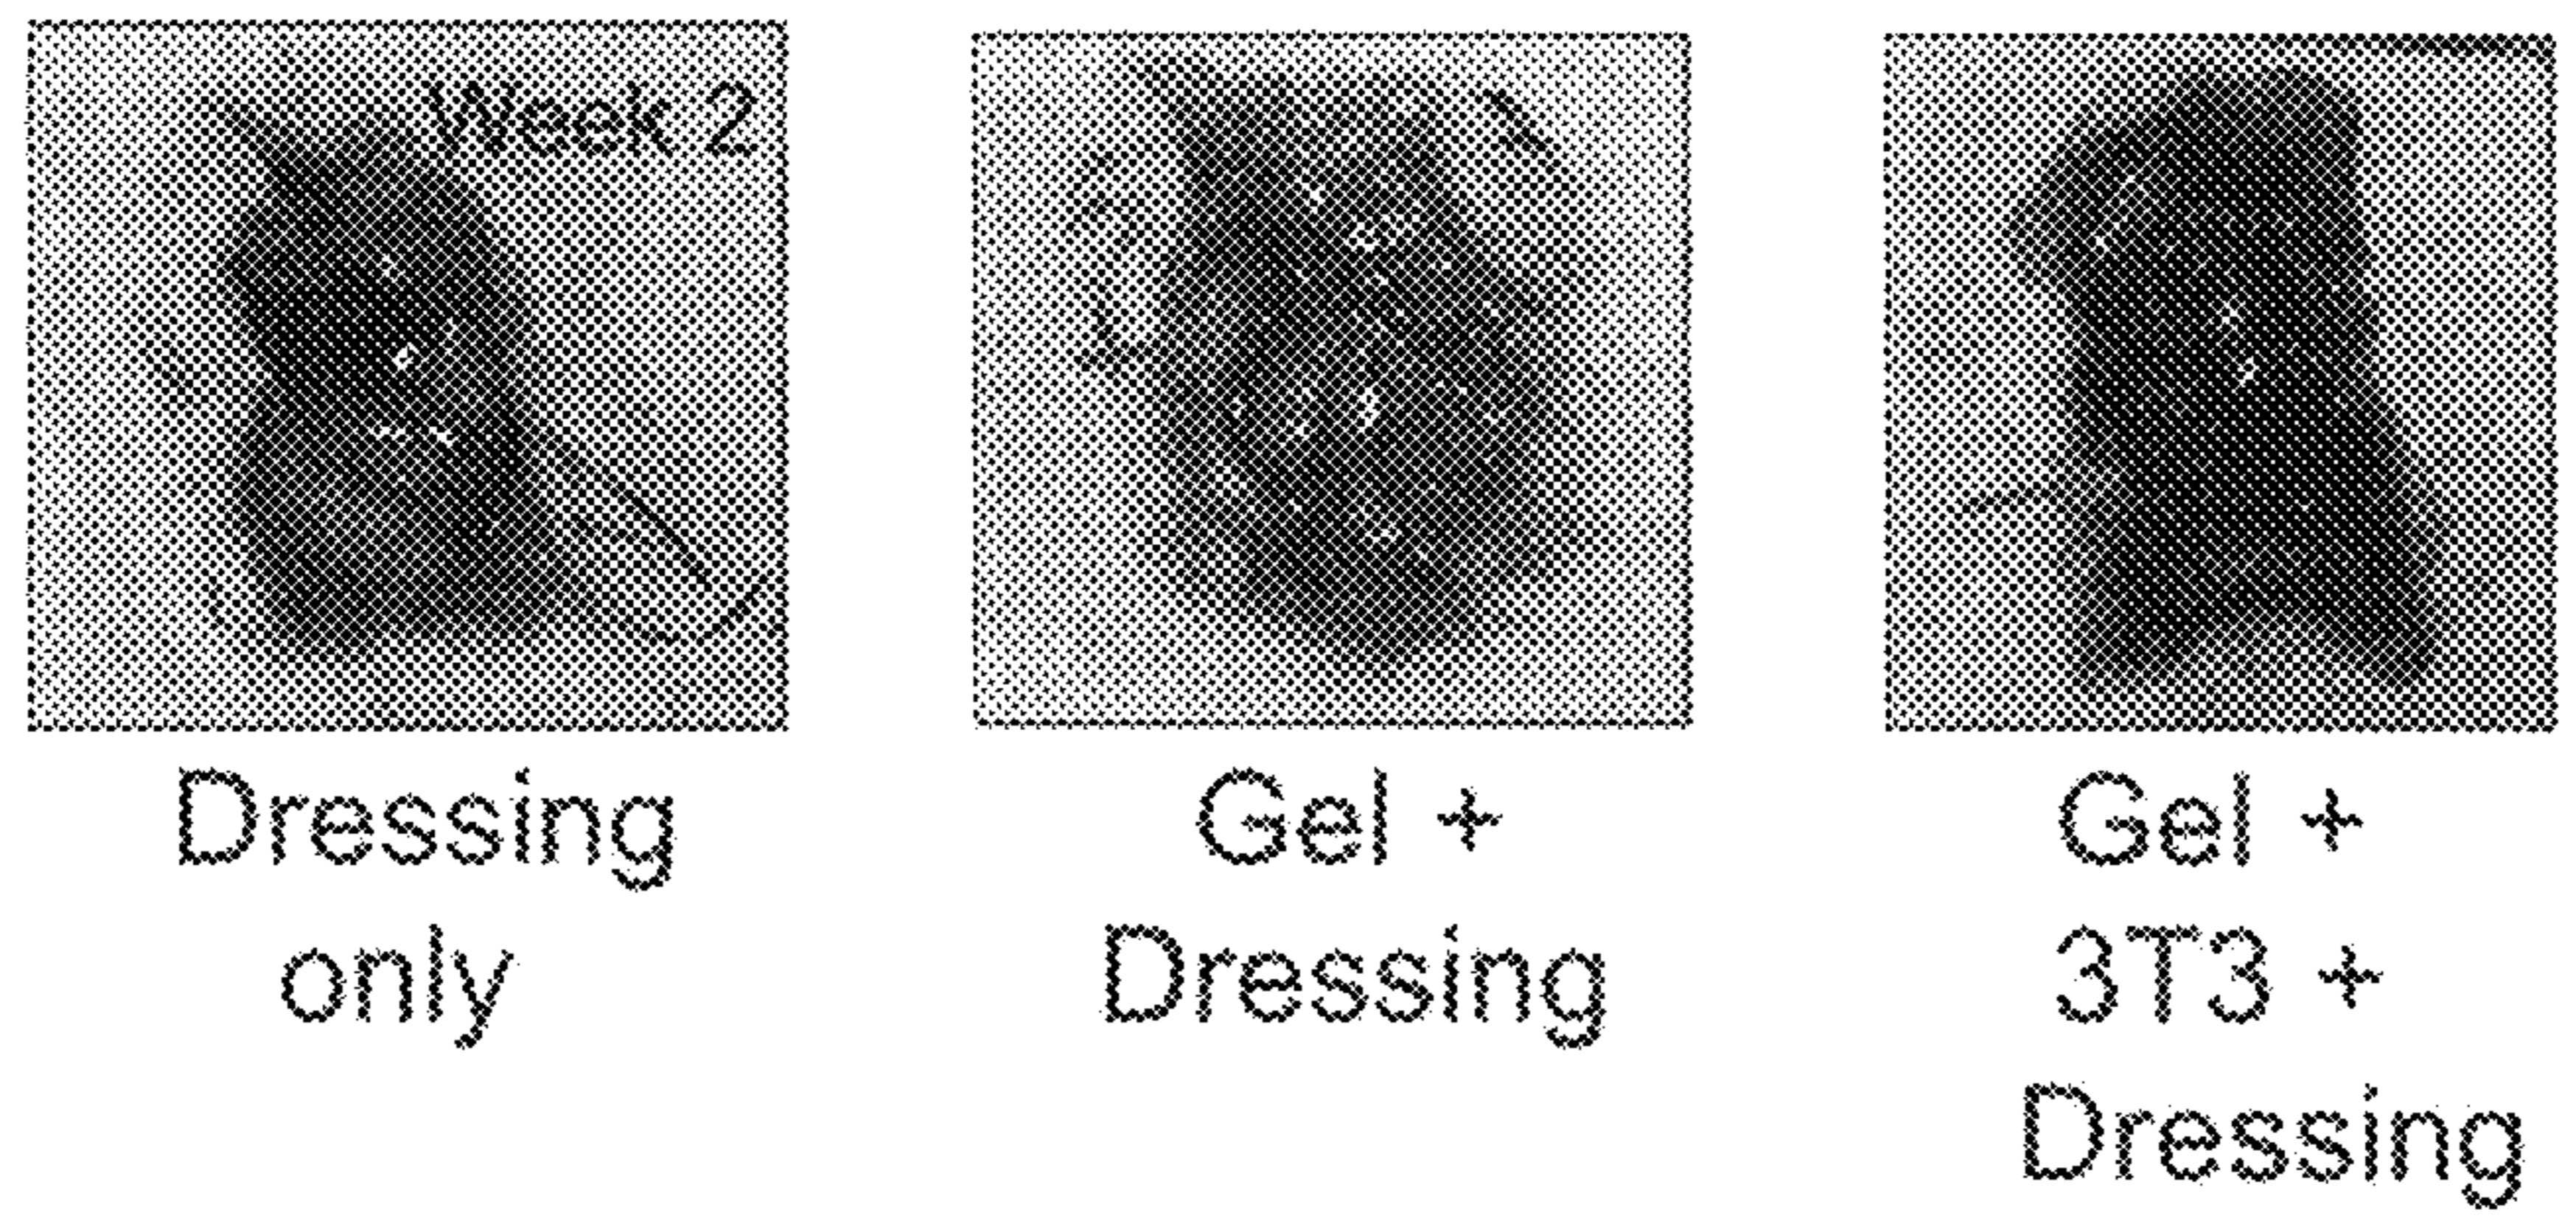 Week 2
Dressing
only
Gel +
Dressing
Gel +
3T3 +
Dressing